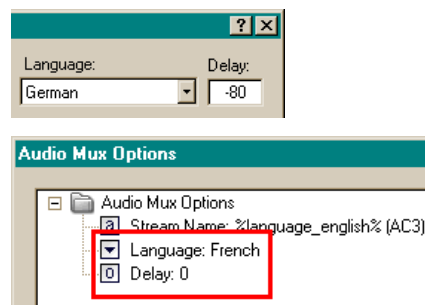 ? ×
Language: Delay:
German -80
Audio Mux Options
Audio Mux Options
a Stream Name: %language_english% (AC3)
Language: French
0 Delay: 0